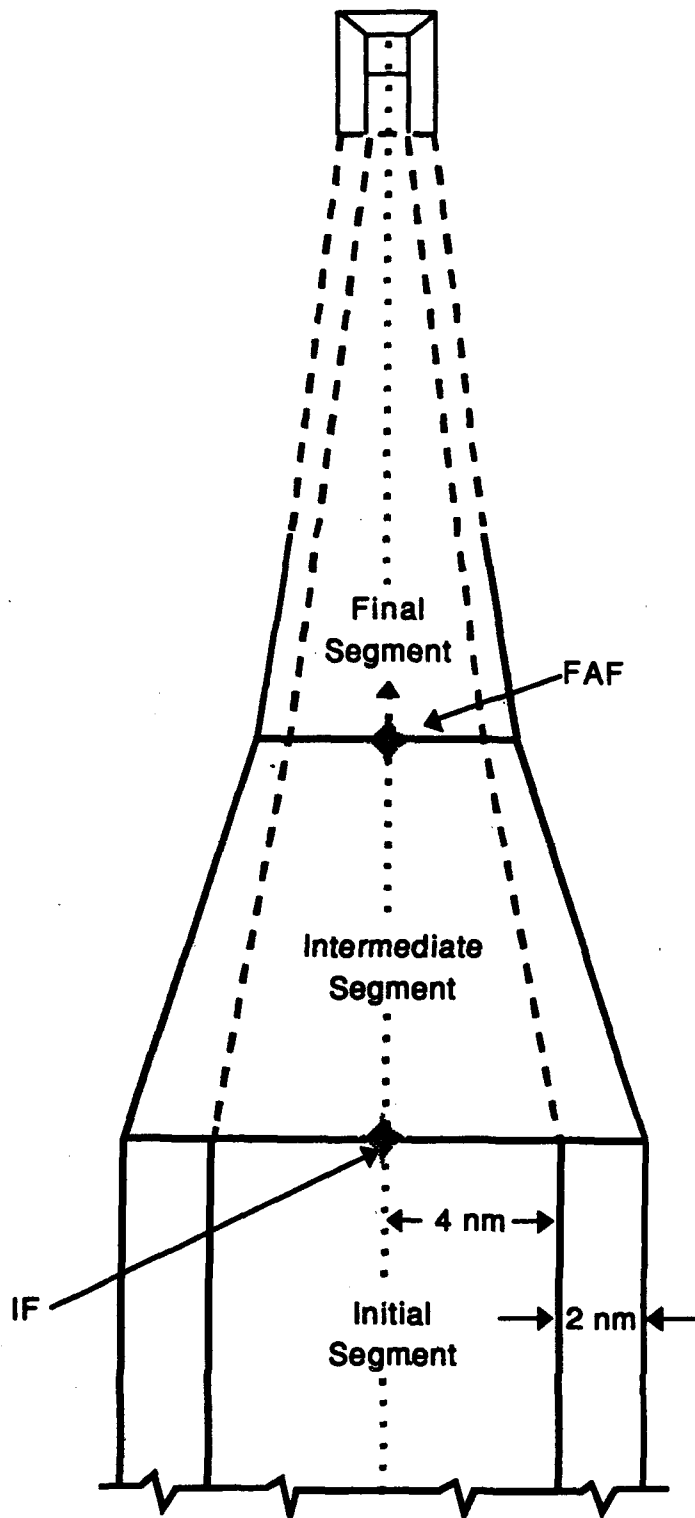 Final
Segment
FAF
Intermediate
Segment
4 nm
IF
Initial
Segment
2 nm